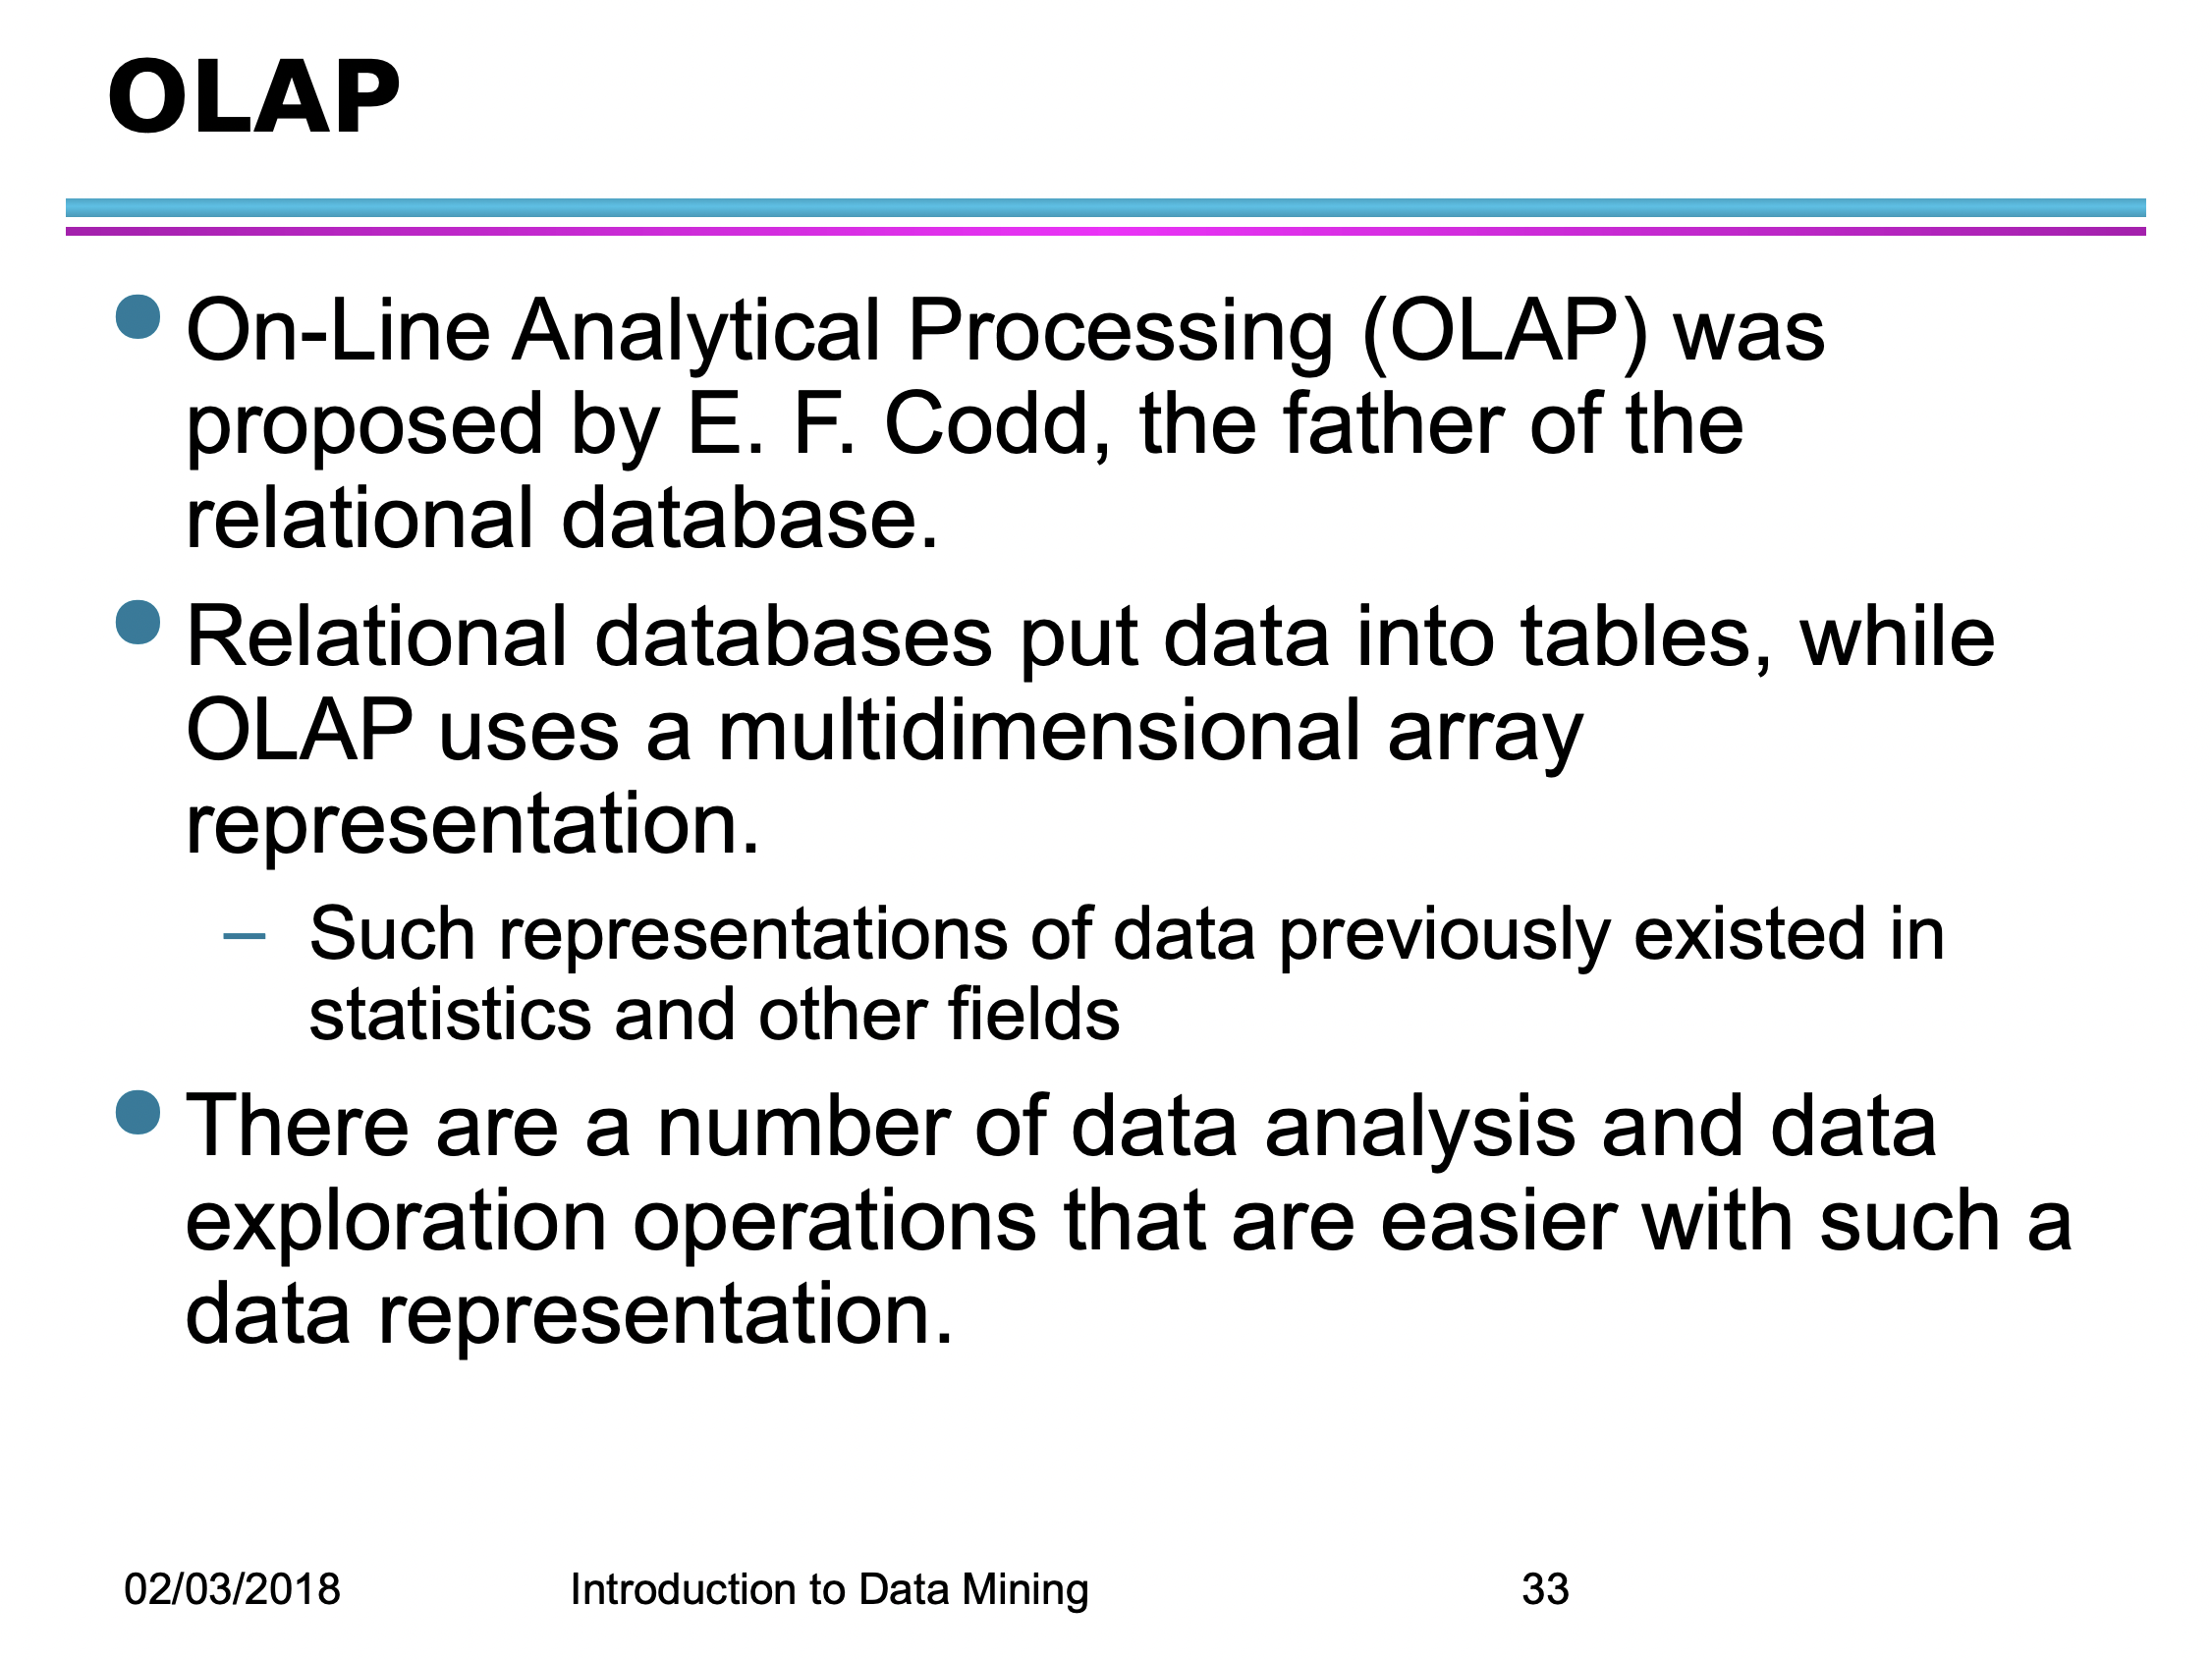 OLAP
On-Line Analytical Processing (OLAP) was
proposed by E. F. Codd, the father of the
relational database.
Relational databases put data into tables, while
OLAP uses a multidimensional array
representation.
– Such representations of data previously existed in
statistics and other fields
There are a number of data analysis and data
exploration operations that are easier with such a
data representation.
02/03/2018 Introduction to Data Mining 33